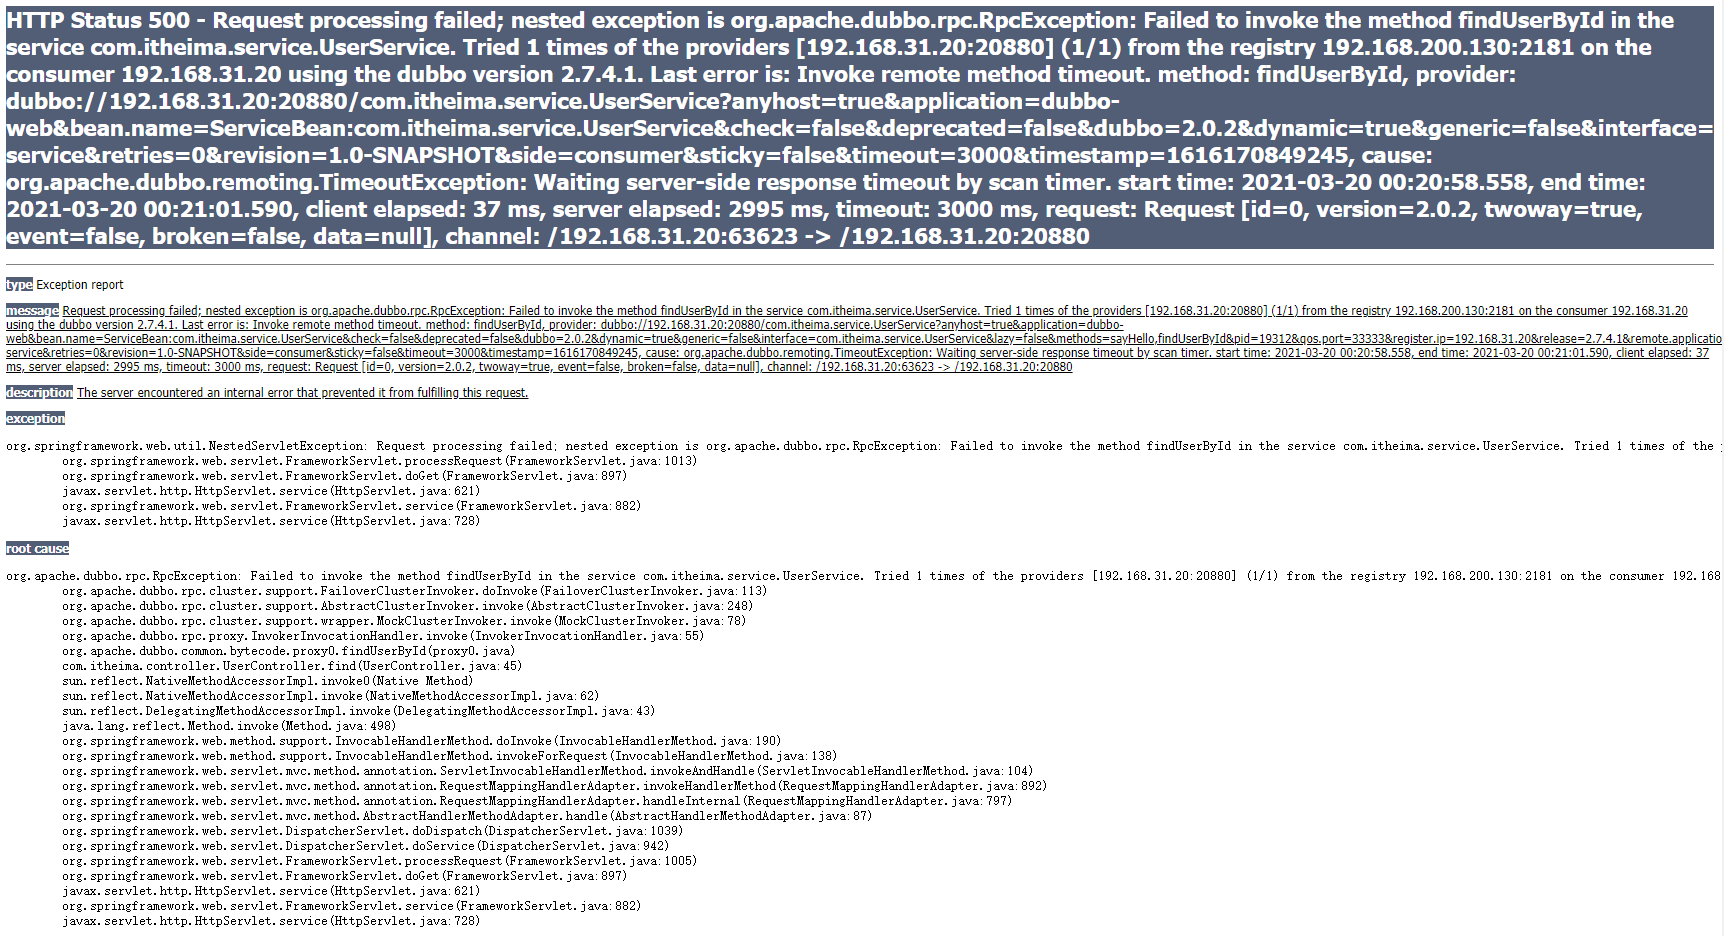 HTTP Status 500 - Request processing failed; nested exception is org.apache.dubbo.rpc.RpcException: Failed to invoke the method findUserById in the
service com.itheima.service.UserService. Tried 1 times of the providers [192.168.31.20:20880] (1/1) from the registry 192.168.200.130:2181 on the
consumer 192.168.31.20 using the dubbo version 2.7.4.1. Last error is: Invoke remote method timeout. method: findUserById, provider:
dubbo://192.168.31.20:20880/com.itheima.service.UserService?anyhost=true&application=dubbo-
web&bean.name=ServiceBean:com.itheima.service.UserService&check=false&deprecated=false&dubbo=2.0.2&dynamic=true&generic=false&interface=
service&retries=0&revision=1.0-SNAPSHOT&side=consumer&sticky=false&timeout=3000&timestamp=1616170849245, cause:
org.apache.dubbo.remoting.TimeoutException: Waiting server-side response timeout by scan timer. start time: 2021-03-20 00:20:58.558, end time:
2021-03-20 00:21:01.590, client elapsed: 37 ms, server elapsed: 2995 ms, timeout: 3000 ms, request: Request [id=0, version=2.0.2, twoway=true,
event=false, broken=false, data=null], channel: /192.168.31.20:63623 -> /192.168.31.20:20880
type Exception report
message Request processing failed; nested exception is org.apache.dubbo.rpc.RpcException: Failed to invoke the method findUserById in the service com.itheima.service.UserService. Tried 1 times of the providers [192.168.31.20:20880] (1/1) from the registry 192.168.200.130:2181 on the consumer 192.168.31.20
using the dubbo version 2.7.4.1. Last error is: Invoke remote method timeout. method: findUserById, provider: dubbo://192.168.31.20:20880/com.itheima.service.UserService?anyhost=true&application=dubbo-
web&bean.name=ServiceBean:com.itheima.service.UserService&check=false&deprecated=false&dubbo=2.0.2&dynamic=true&generic=false&interface=com.itheima.service.UserService&lazy=false&methods=sayHello,findUserById&pid=19312&qos.port=33333&register.ip=192.168.31.20&release=2.7.4.1&remote.applicatio
service&retries=0&revision=1.0-SNAPSHOT&side=consumer&sticky=false&timeout=3000&timestamp=1616170849245, cause: org.apache.dubbo.remoting.TimeoutException: Waiting server-side response timeout by scan timer. start time: 2021-03-20 00:20:58.558, end time: 2021-03-20 00:21:01.590, client elapsed: 37
ms, server elapsed: 2995 ms, timeout: 3000 ms, request: Request [id=0, version=2.0.2, twoway=true, event=false, broken=false, data=null], channel: /192.168.31.20:63623 -> /192.168.31.20:20880
description The server encountered an internal error that prevented it from fulfilling this request.
exception
org.springframework.web.util.NestedServletException: Request processing failed; nested exception is org.apache.dubbo.rpc.RpcException: Failed to invoke the method findUserById in the service com.itheima.service.UserService. Tried 1 times of the
org.springframework.web.servlet.FrameworkServlet.processRequest(FrameworkServlet.java:1013)
org.springframework.web.servlet.FrameworkServlet.doGet(FrameworkServlet.java:897)
javax.servlet.http.HttpServlet.service(HttpServlet.java:621)
org.springframework.web.servlet.FrameworkServlet.service(FrameworkServlet.java:882)
javax.servlet.http.HttpServlet.service(HttpServlet.java:728)
root cause
org.apache.dubbo.rpc.RpcException: Failed to invoke the method findUserById in the service com.itheima.service.UserService. Tried 1 times of the providers [192.168.31.20:20880] (1/1) from the registry 192.168.200.130:2181 on the consumer 192.168
org.apache.dubbo.rpc.cluster.support.FailoverClusterInvoker.doInvoke(FailoverClusterInvoker.java:113)
org.apache.dubbo.rpc.cluster.support.AbstractClusterInvoker.invoke(AbstractClusterInvoker.java:248)
org.apache.dubbo.rpc.cluster.support.wrapper.MockClusterInvoker.invoke(MockClusterInvoker.java:78)
org.apache.dubbo.rpc.proxy.InvokerInvocationHandler.invoke(InvokerInvocationHandler.java:55)
org.apache.dubbo.common.bytecode.proxy0.findUserById(proxy0.java)
com.itheima.controller.UserController.find(UserController.java:45)
sun.reflect.NativeMethodAccessorImpl.invoke0(Native Method)
sun.reflect.NativeMethodAccessorImpl.invoke(NativeMethodAccessorImpl.java:62)
sun.reflect.DelegatingMethodAccessorImpl.invoke(DelegatingMethodAccessorImpl.java:43)
java.lang.reflect.Method.invoke(Method.java:498)
org.springframework.web.method.support.InvocableHandlerMethod.doInvoke(InvocableHandlerMethod.java:190)
org.springframework.web.method.support.InvocableHandlerMethod.invokeForRequest(InvocableHandlerMethod.java:138)
org.springframework.web.servlet.mvc.method.annotation.ServletInvocableHandlerMethod.invokeAndHandle(ServletInvocableHandlerMethod.java:104)
org.springframework.web.servlet.mvc.method.annotation.RequestMappingHandlerAdapter.invokeHandlerMethod(RequestMappingHandlerAdapter.java:892)
org.springframework.web.servlet.mvc.method.annotation.RequestMappingHandlerAdapter.handleInternal(RequestMappingHandlerAdapter.java:797)
org.springframework.web.servlet.mvc.method.AbstractHandlerMethodAdapter.handle(AbstractHandlerMethodAdapter.java:87)
org.springframework.web.servlet.DispatcherServlet.doDispatch(DispatcherServlet.java:1039)
org.springframework.web.servlet.DispatcherServlet.doService(DispatcherServlet.java:942)
org.springframework.web.servlet.FrameworkServlet.processRequest(FrameworkServlet.java:1005)
org.springframework.web.servlet.FrameworkServlet.doGet(FrameworkServlet.java:897)
javax.servlet.http.HttpServlet.service(HttpServlet.java:621)
org.springframework.web.servlet.FrameworkServlet.service(FrameworkServlet.java:882)
javax.servlet.http.HttpServlet.service(HttpServlet.java:728)